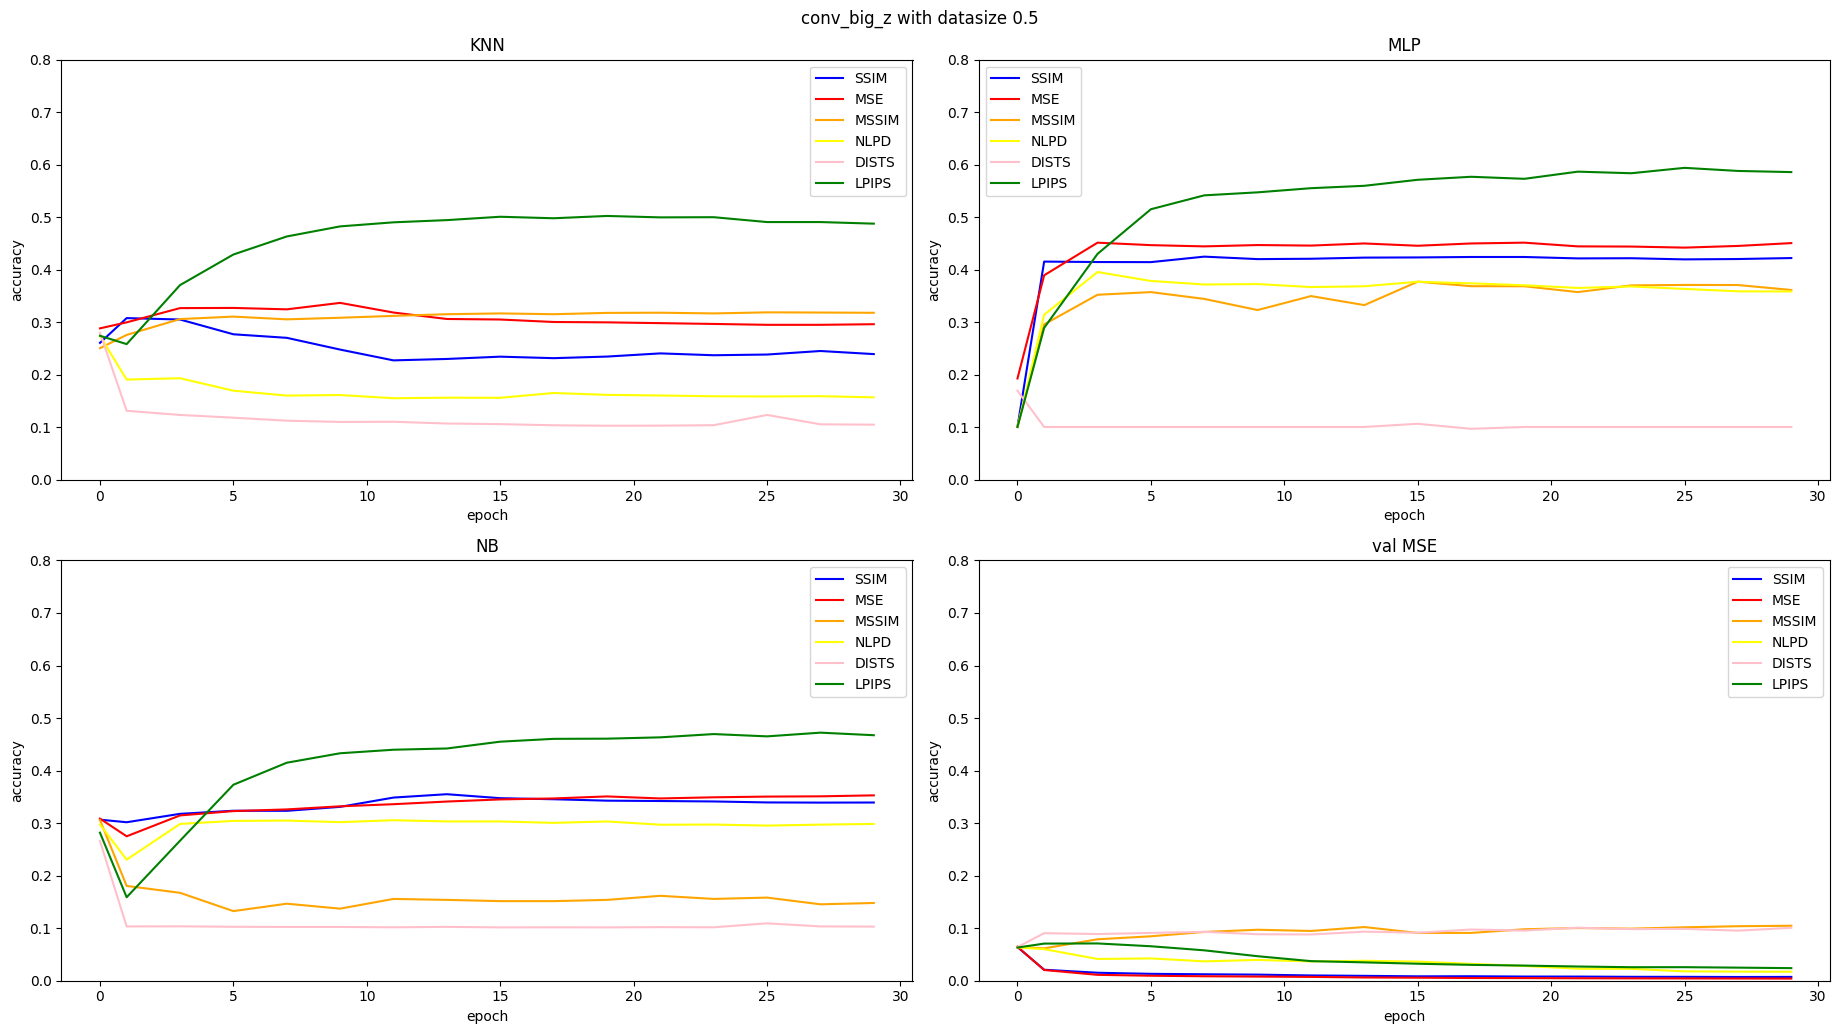 conv_big_z with datasize 0.5
KNN
0.8
0.7
0.6
0.5
0.4
0.3
0.2
0.1
0.0
accuracy
SSIM
MSE
MSSIM
NLPD
DISTS
LPIPS
0 5 10 15 20 25 30
epoch
MLP
0.8
0.7
0.6
0.5
0.4
0.3
0.2
0.1
0.0
accuracy
SSIM
MSE
MSSIM
NLPD
DISTS
LPIPS
0 5 10 15 20 25 30
epoch
NB
0.8
0.7
0.6
0.5
0.4
0.3
0.2
0.1
0.0
accuracy
SSIM
MSE
MSSIM
NLPD
DISTS
LPIPS
0 5 10 15 20 25 30
epoch
val MSE
0.8
0.7
0.6
0.5
0.4
0.3
0.2
0.1
0.0
accuracy
SSIM
MSE
MSSIM
NLPD
DISTS
LPIPS
0 5 10 15 20 25 30
epoch